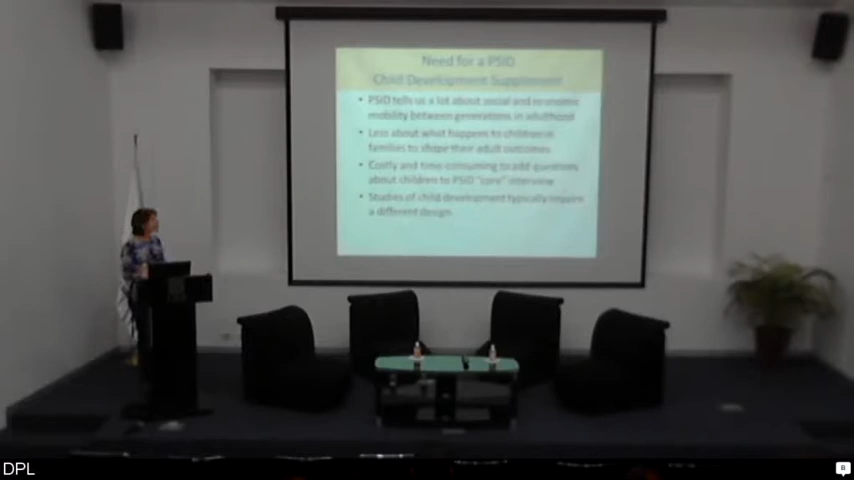 Need for a PSID
Child Development Supplement
• PSID tells us a lot about social and economic
mobility between generations in adulthood
• Less about what happens to children in
families to shape their adult outcomes
• Costly and time-consuming to add questions
about children to PSID "core" interview
• Studies of child development typically require
a different design
DPL